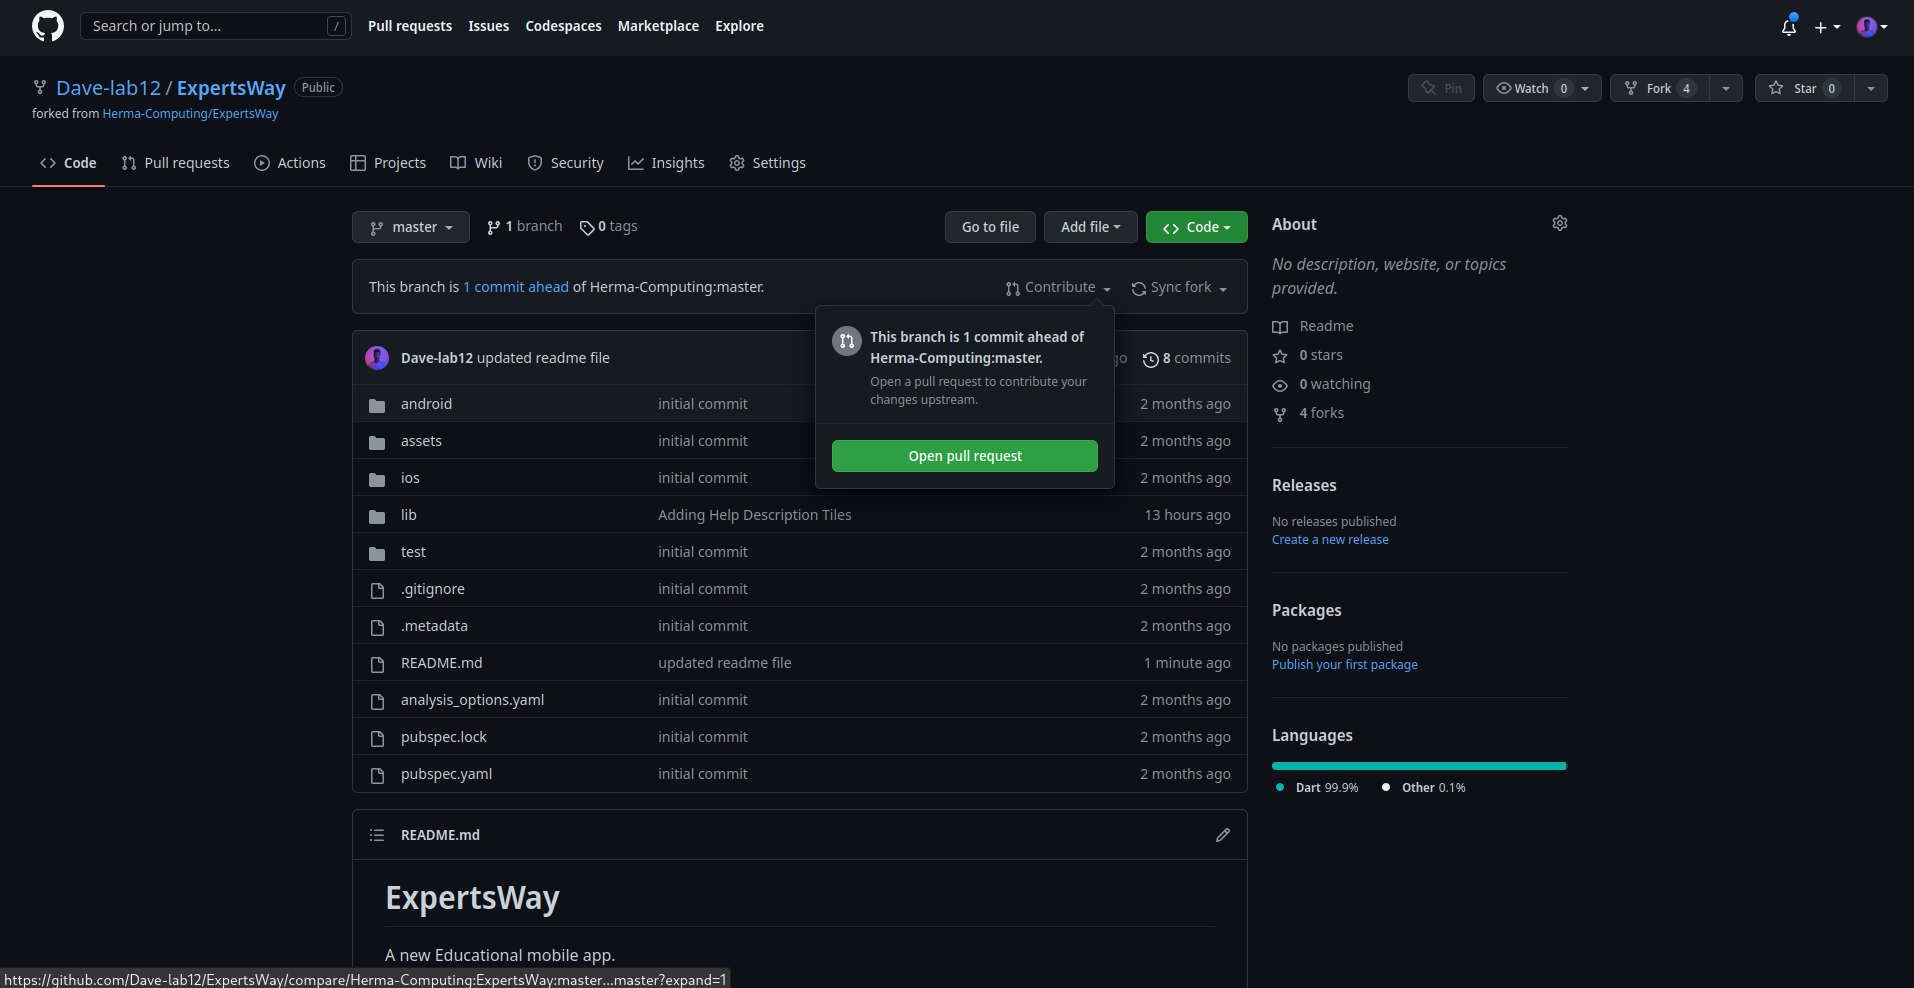 Search or jump to... /
Pull requests Issues Codespaces Marketplace Explore
Dave-lab12 / ExpertsWay Public
forked from Herma-Computing/ExpertsWay
Pin Watch 0 Fork 4 Star 0
Code Pull requests Actions Projects Wiki Security Insights Settings
master 1 branch 0 tags Go to file Add file Code
This branch is 1 commit ahead of Herma-Computing:master. Contribute Sync fork
This branch is 1 commit ahead of
Herma-Computing:master.
Open a pull request to contribute your
changes upstream.
Open pull request
Dave-lab12 updated readme file go 8 commits
android initial commit 2 months ago
assets initial commit 2 months ago
ios initial commit 2 months ago
lib Adding Help Description Tiles 13 hours ago
test initial commit 2 months ago
.gitignore initial commit 2 months ago
.metadata initial commit 2 months ago
README.md updated readme file 1 minute ago
analysis_options.yaml initial commit 2 months ago
pubspec.lock initial commit 2 months ago
pubspec.yaml initial commit 2 months ago
README.md
ExpertsWay
A new Educational mobile app.
About
No description, website, or topics
provided.
Readme
0 stars
0 watching
4 forks
Releases
No releases published
Create a new release
Packages
No packages published
Publish your first package
Languages
Dart 99.9% Other 0.1%
https://github.com/Dave-lab12/ExpertsWay/compare/Herma-Computing:ExpertsWay:master...master?expand=1